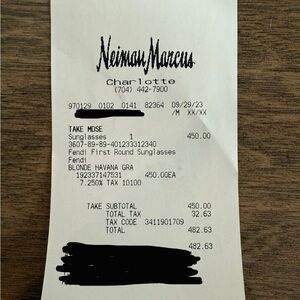 Neiman Marcus
Charlotte
(704) 442-7900
970129 0102 0141 82364 09/29/23
/M XX/XX
TAKE MDSE
Sunglasses 1 450.00
3607-89-89-401233312340
Fendi First Round Sunglasses
Fendi
BLONDE HAVANA GRA
192337147531 450.00EA
7.250% TAX 10100
TAKE SUBTOTAL 450.00
TOTAL TAX 32.63
TAX CODE 3411901709
TOTAL 482.63
482.63